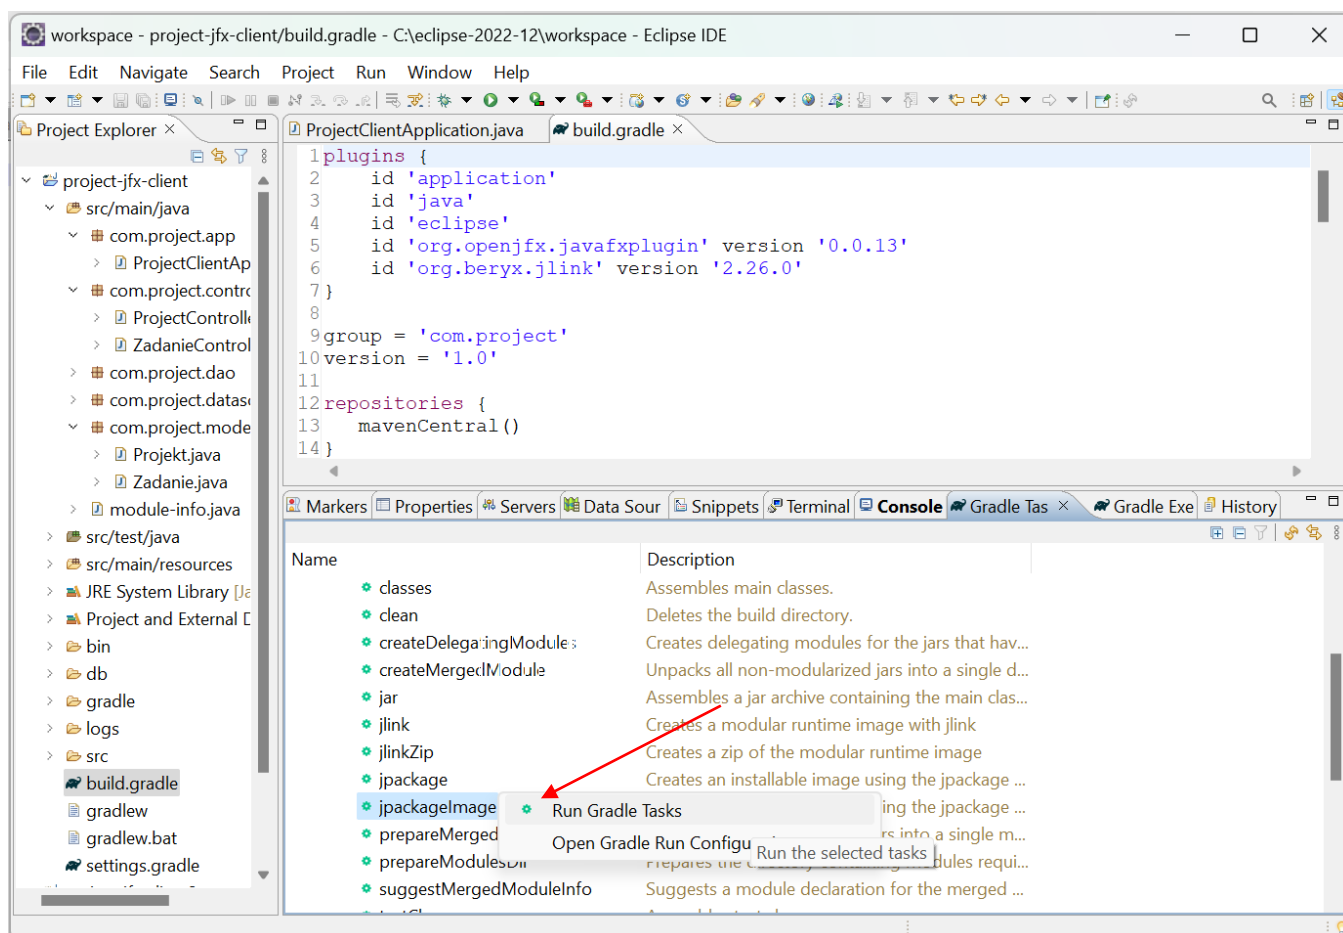 workspace - project-jfx-client/build.gradle - C:\eclipse-2022-12\workspace - Eclipse IDE
File Edit Navigate Search Project Run Window Help
Project Explorer
project-jfx-client
src/main/java
com.project.app
ProjectClientAp
com.project.contro
ProjectControlle
ZadanieControl
com.project.dao
com.project.dataso
com.project.mode
Projekt.java
Zadanie.java
module-info.java
src/test/java
src/main/resources
JRE System Library [Ja
Project and External D
bin
db
gradle
logs
src
build.gradle
gradlew
gradlew.bat
settings.gradle
ProjectClientApplication.java build.gradle
1 plugins {
2 id 'application'
3 id 'java'
4 id 'eclipse'
5 id 'org.openjfx.javafxplugin' version '0.0.13'
6 id 'org.beryx.jlink' version '2.26.0'
7 }
8
9 group = 'com.project'
10 version = '1.0'
11
12 repositories {
13 mavenCentral()
14 }
Markers Properties Servers Data Sour Snippets Terminal Console Gradle Tas Gradle Exe History
Name Description
classes Assembles main classes.
clean Deletes the build directory.
createDelegatingModules Creates delegating modules for the jars that hav...
createMergedModule Unpacks all non-modularized jars into a single d...
jar Assembles a jar archive containing the main clas...
jlink Creates a modular runtime image with jlink
jlinkZip Creates a zip of the modular runtime image
jpackage Creates an installable image using the jpackage ...
jpackageImage ing the jpackage ...
Run Gradle Tasks
prepareMerged rs into a single m...
Open Gradle Run Configu
Run the selected tasks
prepareModulesDir Prepares the directory containing modules requi...
suggestMergedModuleInfo Suggests a module declaration for the merged ...